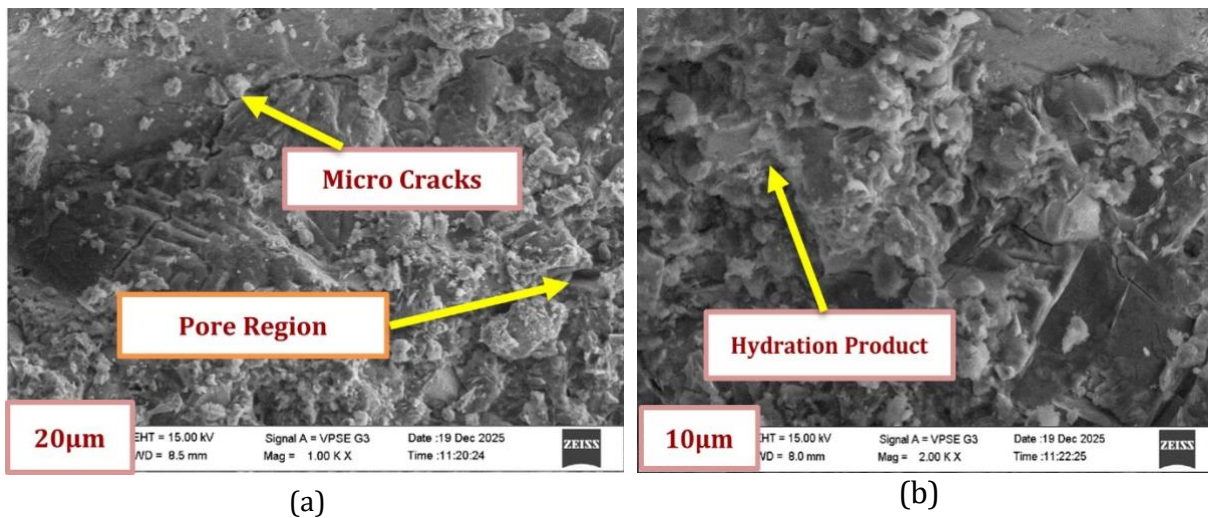 Micro Cracks
Pore Region
20μm
EHT = 15.00 kV
WD = 8.5 mm
Signal A = VPSE G3
Mag = 1.00 K X
Date :19 Dec 2025
Time :11:20:24
ZEISS
(a)
Hydration Product
10μm
EHT = 15.00 kV
WD = 8.0 mm
Signal A = VPSE G3
Mag = 2.00 K X
Date :19 Dec 2025
Time :11:22:25
ZEISS
(b)